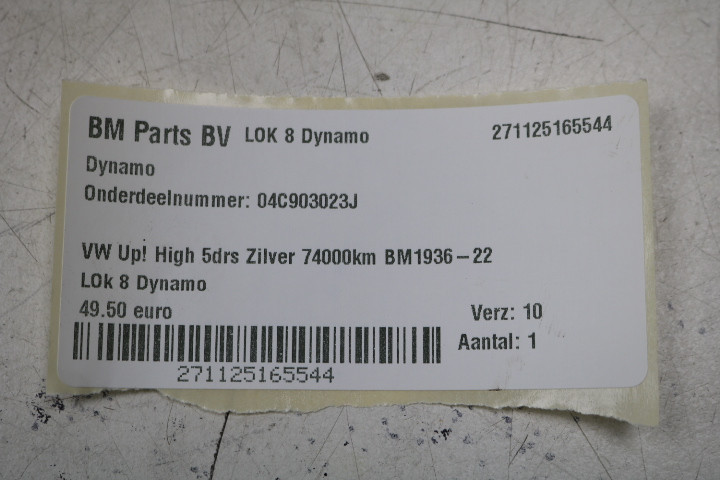 BM Parts BV LOK 8 Dynamo 271125165544
Dynamo
Onderdeelnummer: 04C903023J
VW Up! High 5drs Zilver 74000km BM1936-22
LOk 8 Dynamo
49.50 euro Verz: 10
Aantal: 1
271125165544